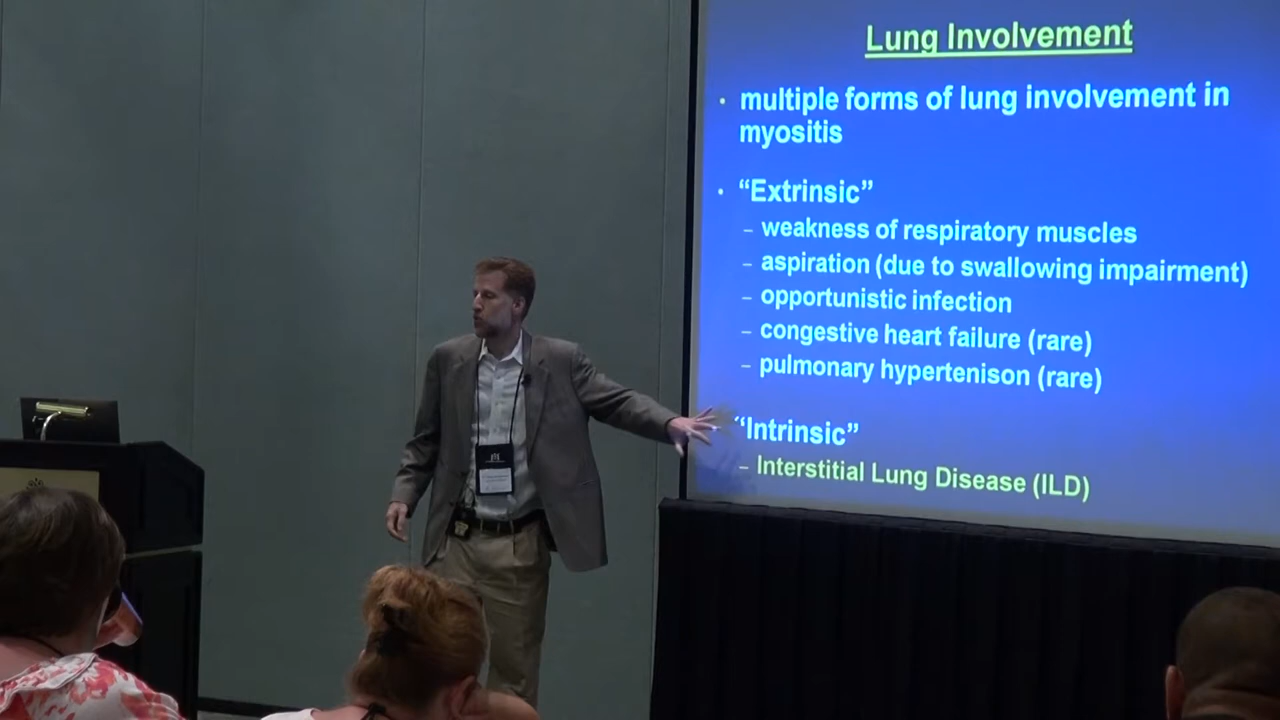 Lung Involvement
• multiple forms of lung involvement in
myositis
• “Extrinsic”
– weakness of respiratory muscles
– aspiration (due to swallowing impairment)
– opportunistic infection
– congestive heart failure (rare)
– pulmonary hypertenison (rare)
“Intrinsic”
– Interstitial Lung Disease (ILD)